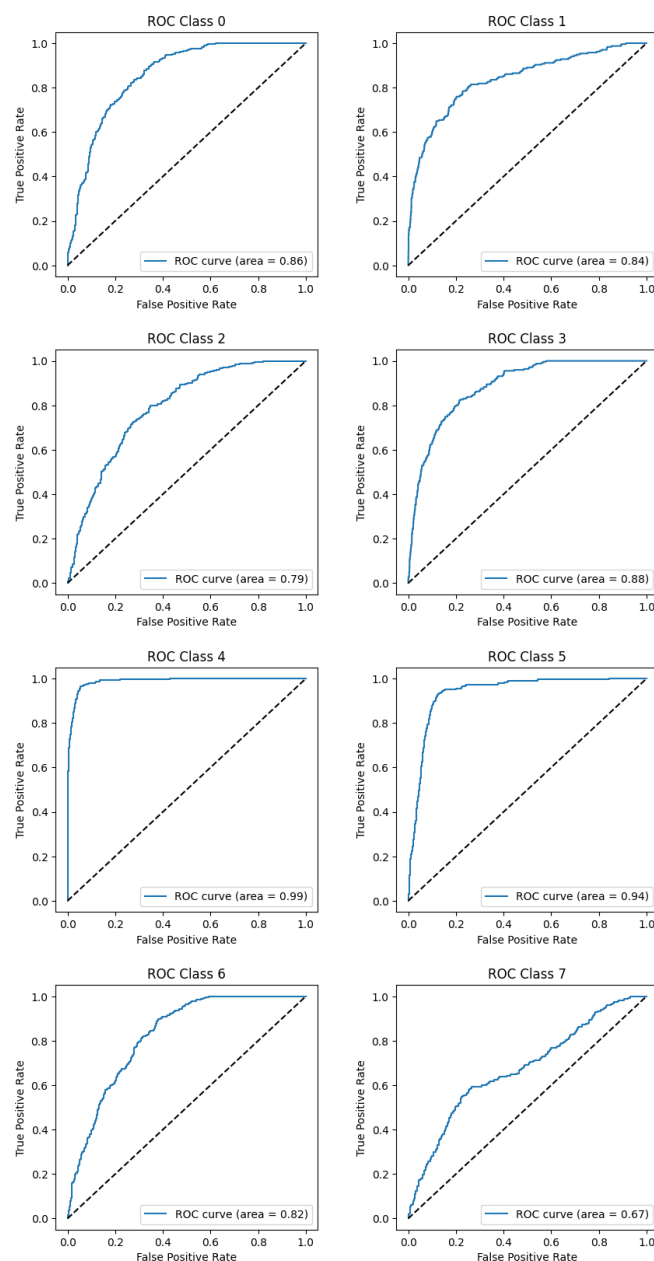 ROC Class 0
1.0
0.8
0.6
0.4
0.2
0.0
True Positive Rate
ROC curve (area = 0.86)
0.0 0.2 0.4 0.6 0.8 1.0
False Positive Rate
ROC Class 1
1.0
0.8
0.6
0.4
0.2
0.0
True Positive Rate
ROC curve (area = 0.84)
0.0 0.2 0.4 0.6 0.8 1.0
False Positive Rate
ROC Class 2
1.0
0.8
0.6
0.4
0.2
0.0
True Positive Rate
ROC curve (area = 0.79)
0.0 0.2 0.4 0.6 0.8 1.0
False Positive Rate
ROC Class 3
1.0
0.8
0.6
0.4
0.2
0.0
True Positive Rate
ROC curve (area = 0.88)
0.0 0.2 0.4 0.6 0.8 1.0
False Positive Rate
ROC Class 4
1.0
0.8
0.6
0.4
0.2
0.0
True Positive Rate
ROC curve (area = 0.99)
0.0 0.2 0.4 0.6 0.8 1.0
False Positive Rate
ROC Class 5
1.0
0.8
0.6
0.4
0.2
0.0
True Positive Rate
ROC curve (area = 0.94)
0.0 0.2 0.4 0.6 0.8 1.0
False Positive Rate
ROC Class 6
1.0
0.8
0.6
0.4
0.2
0.0
True Positive Rate
ROC curve (area = 0.82)
0.0 0.2 0.4 0.6 0.8 1.0
False Positive Rate
ROC Class 7
1.0
0.8
0.6
0.4
0.2
0.0
True Positive Rate
ROC curve (area = 0.67)
0.0 0.2 0.4 0.6 0.8 1.0
False Positive Rate